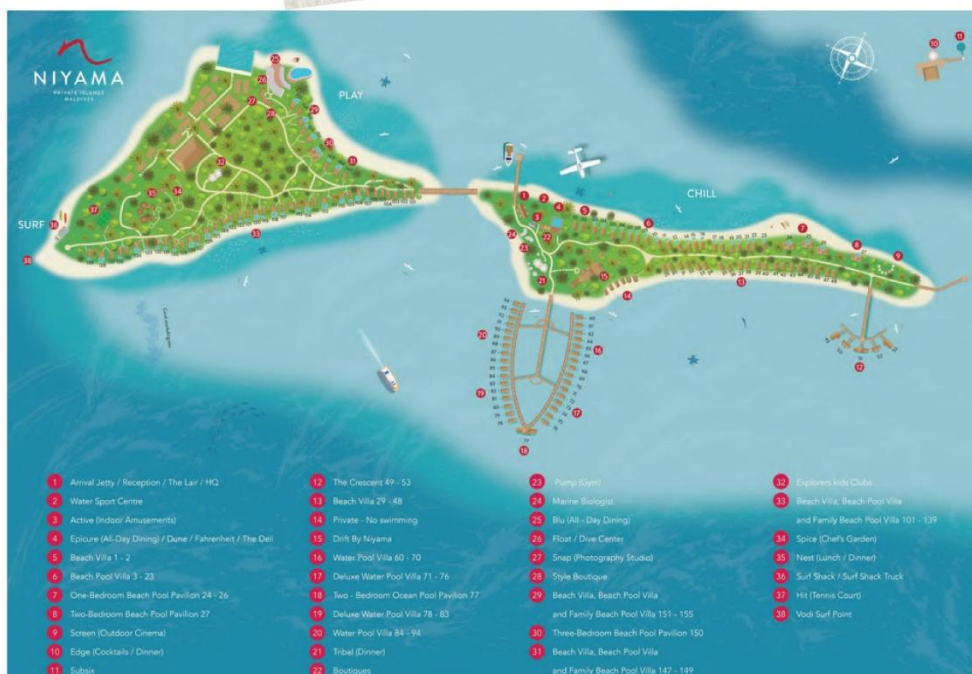 NIYAMA
PRIVATE ISLANDS
MALDIVES
PLAY
CHILL
SURF
1 Arrival Jetty / Reception / The Lair / HQ
2 Water Sport Centre
3 Active (Indoor Amusements)
4 Epicure (All-Day Dining) / Dune / Fahrenheit / The Deli
5 Beach Villa 1 - 2
6 Beach Pool Villa 3 - 23
7 One-Bedroom Beach Pool Pavilion 24 - 26
8 Two-Bedroom Beach Pool Pavilion 27
9 Screen (Outdoor Cinema)
10 Edge (Cocktails / Dinner)
11 Subsix
12 The Crescent 49 - 53
13 Beach Villa 29 - 48
14 Private - No swimming
15 Drift By Niyama
16 Water Pool Villa 60 - 70
17 Deluxe Water Pool Villa 71 - 76
18 Two - Bedroom Ocean Pool Pavilion 77
19 Deluxe Water Pool Villa 78 - 83
20 Water Pool Villa 84 - 94
21 Tribal (Dinner)
22 Boutiques
23 Pump (Gym)
24 Marine Biologist
25 Blu (All - Day Dining)
26 Float / Dive Center
27 Snap (Photography Studio)
28 Style Boutique
29 Beach Villa, Beach Pool Villa
and Family Beach Pool Villa 151 - 155
30 Three-Bedroom Beach Pool Pavilion 150
31 Beach Villa, Beach Pool Villa
and Family Beach Pool Villa 147 - 149
32 Explorers kids Clubs
33 Beach Villa, Beach Pool Villa
and Family Beach Pool Villa 101 - 139
34 Spice (Chef's Garden)
35 Nest (Lunch / Dinner)
36 Surf Shack / Surf Shack Truck
37 Hit (Tennis Court)
38 Vodi Surf Point